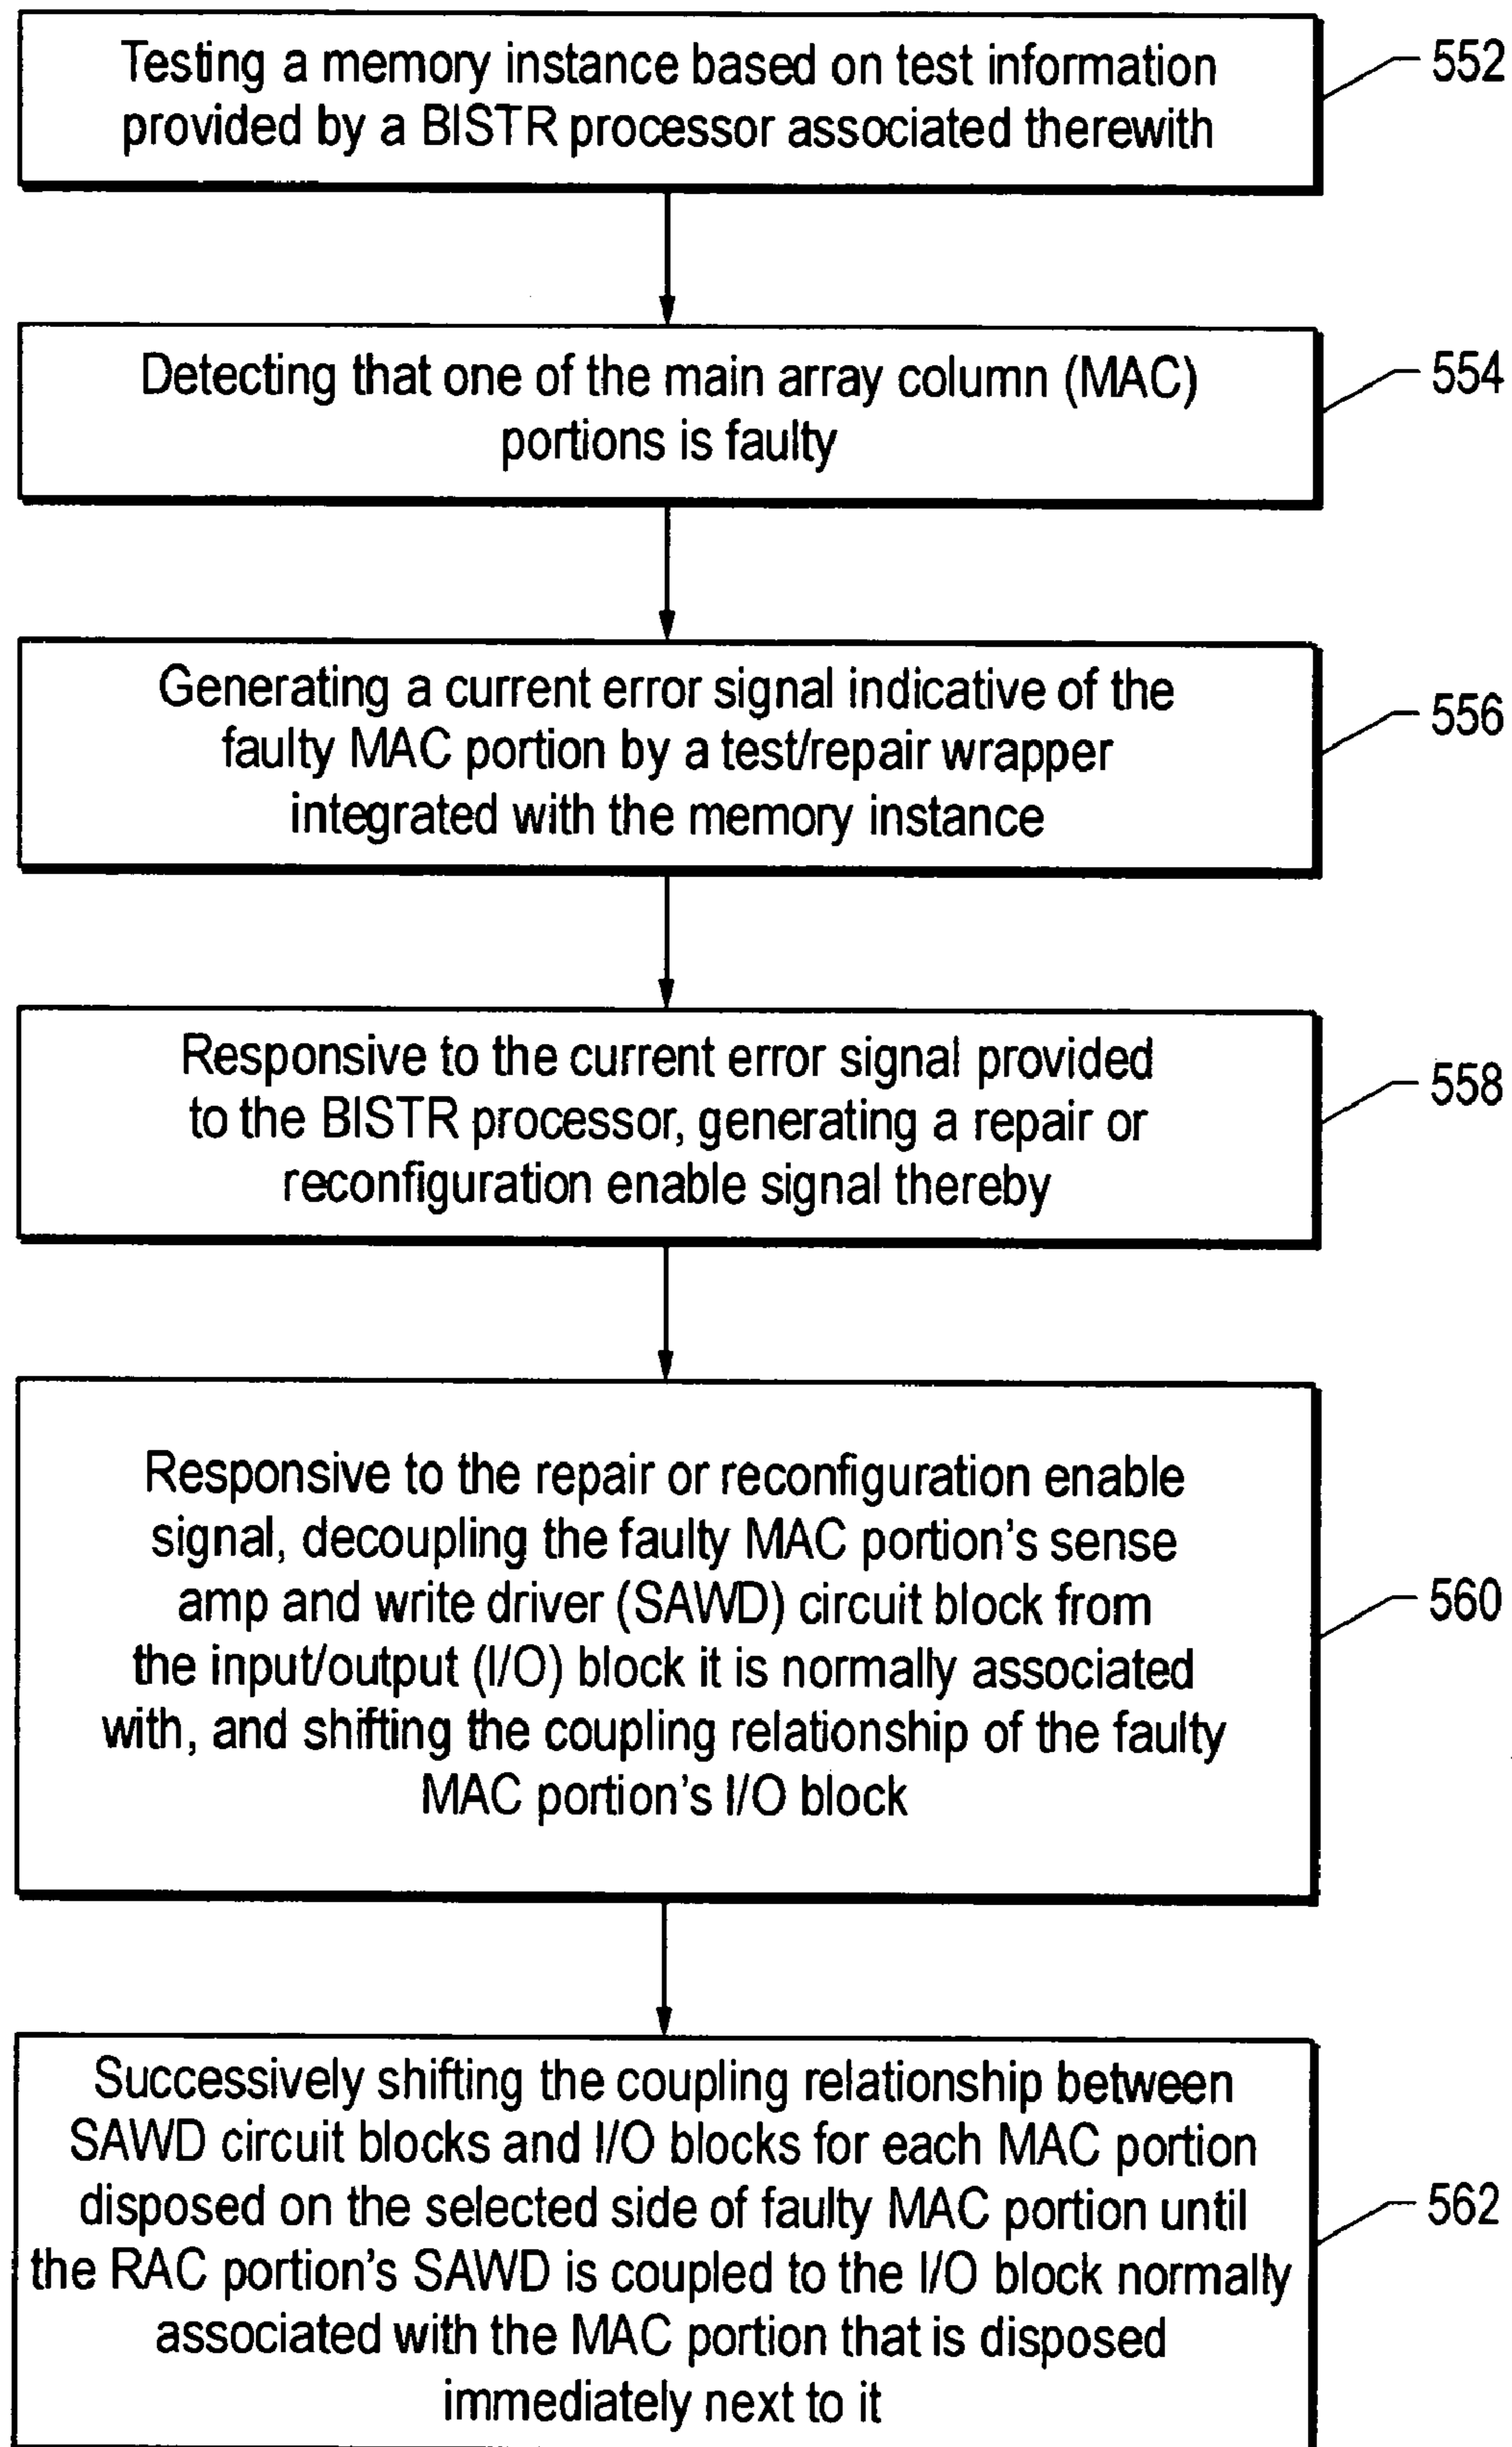 Testing a memory instance based on test information
provided by a BISTR processor associated therewith
552
Detecting that one of the main array column (MAC)
portions is faulty
554
Generating a current error signal indicative of the
faulty MAC portion by a test/repair wrapper
integrated with the memory instance
556
Responsive to the current error signal provided
to the BISTR processor, generating a repair or
reconfiguration enable signal thereby
558
Responsive to the repair or reconfiguration enable
signal, decoupling the faulty MAC portion's sense
amp and write driver (SAWD) circuit block from
the input/output (I/O) block it is normally associated
with, and shifting the coupling relationship of the faulty
MAC portion's I/O block
560
Successively shifting the coupling relationship between
SAWD circuit blocks and I/O blocks for each MAC portion
disposed on the selected side of faulty MAC portion until
the RAC portion's SAWD is coupled to the I/O block normally
associated with the MAC portion that is disposed
immediately next to it
562